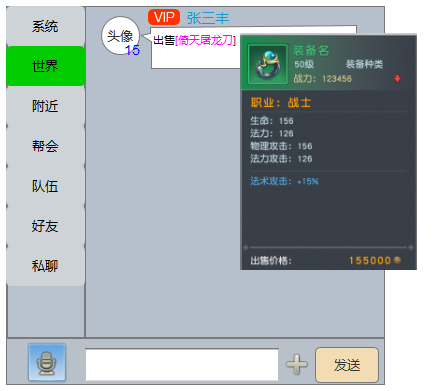 系统
世界
附近
帮会
队伍
好友
私聊
头像
15
VIP 张三丰
出售[倚天屠龙刀]
装备名
50级 装备种类
战力：123456
职业：战士
生命：156
法力：126
物理攻击：156
法力攻击：126
法术攻击：+15%
出售价格： 155000
发送